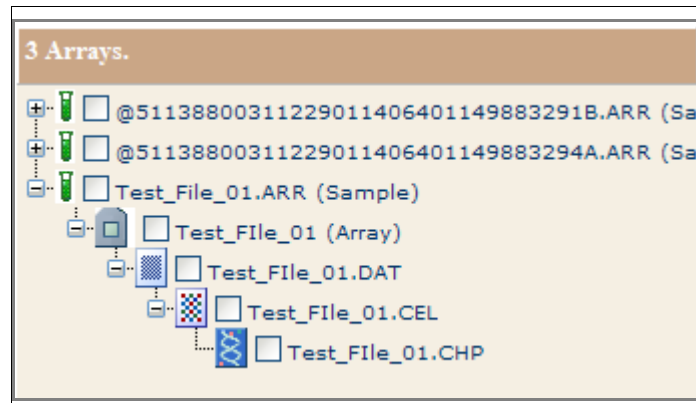 3 Arrays.
@51138800311229011406401149883291B.ARR (Sa
@51138800311229011406401149883294A.ARR (Sa
Test_File_01.ARR (Sample)
Test_FIle_01 (Array)
Test_FIle_01.DAT
Test_FIle_01.CEL
Test_FIle_01.CHP